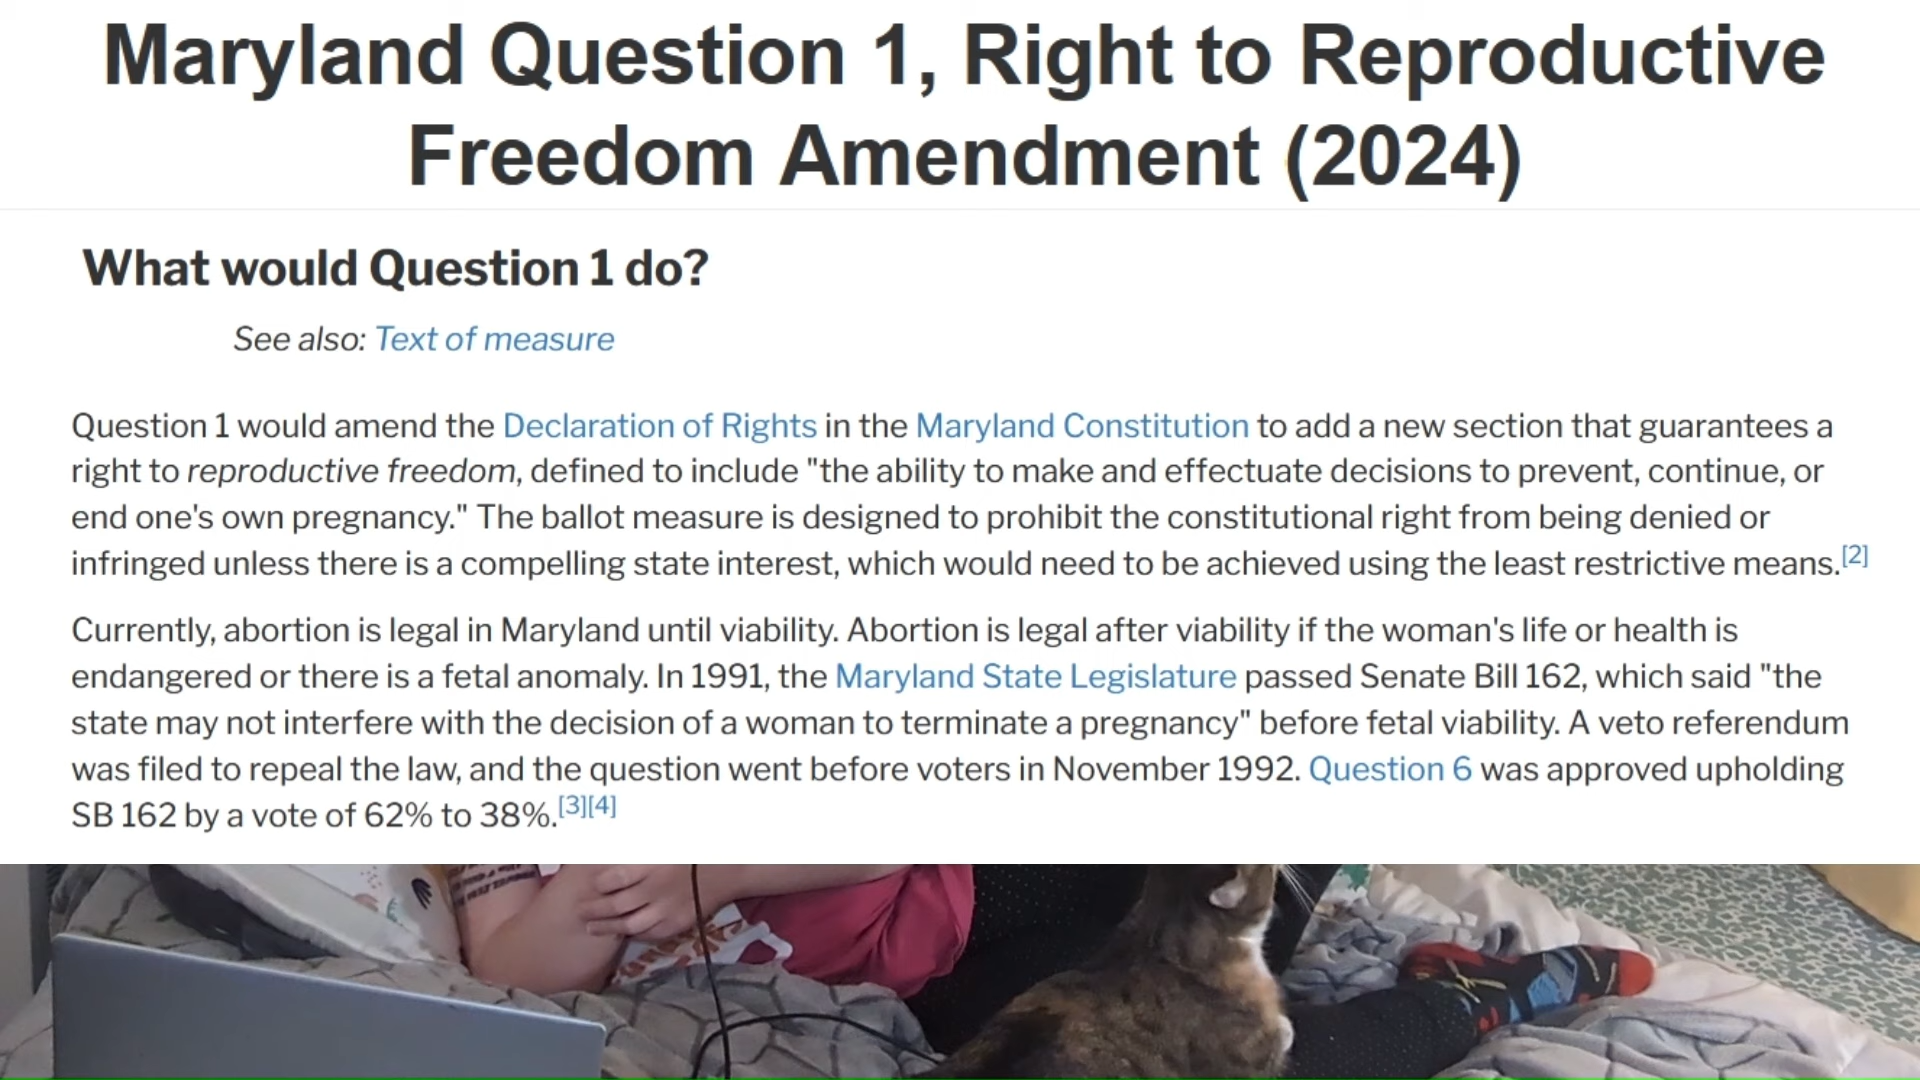 Maryland Question 1, Right to Reproductive
Freedom Amendment (2024)
What would Question 1 do?
See also: Text of measure
Question 1 would amend the Declaration of Rights in the Maryland Constitution to add a new section that guarantees a
right to reproductive freedom, defined to include "the ability to make and effectuate decisions to prevent, continue, or
end one's own pregnancy." The ballot measure is designed to prohibit the constitutional right from being denied or
infringed unless there is a compelling state interest, which would need to be achieved using the least restrictive means.[2]
Currently, abortion is legal in Maryland until viability. Abortion is legal after viability if the woman's life or health is
endangered or there is a fetal anomaly. In 1991, the Maryland State Legislature passed Senate Bill 162, which said "the
state may not interfere with the decision of a woman to terminate a pregnancy" before fetal viability. A veto referendum
was filed to repeal the law, and the question went before voters in November 1992. Question 6 was approved upholding
SB 162 by a vote of 62% to 38%.[3][4]